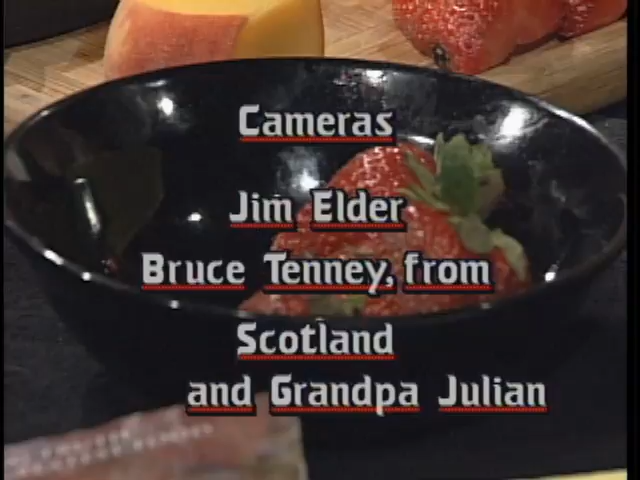 Cameras
Jim Elder
Bruce Tenney, from
Scotland
and Grandpa Julian